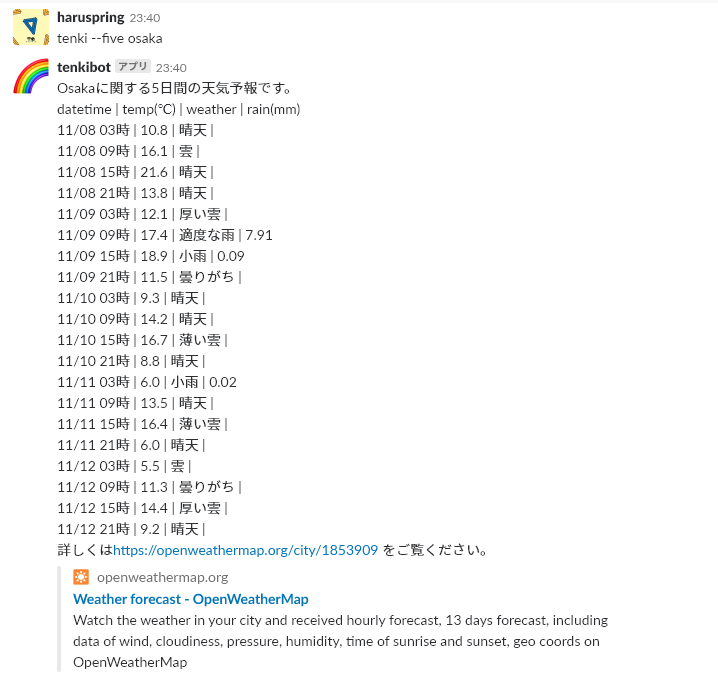 haruspring 23:40
tenki --five osaka
tenkibot アプリ 23:40
Osakaに関する5日間の天気予報です。
datetime | temp(℃) | weather | rain(mm)
11/08 03時 | 10.8 | 晴天 |
11/08 09時 | 16.1 | 雲 |
11/08 15時 | 21.6 | 晴天 |
11/08 21時 | 13.8 | 晴天 |
11/09 03時 | 12.1 | 厚い雲 |
11/09 09時 | 17.4 | 適度な雨 | 7.91
11/09 15時 | 18.9 | 小雨 | 0.09
11/09 21時 | 11.5 | 曇りがち |
11/10 03時 | 9.3 | 晴天 |
11/10 09時 | 14.2 | 晴天 |
11/10 15時 | 16.7 | 薄い雲 |
11/10 21時 | 8.8 | 晴天 |
11/11 03時 | 6.0 | 小雨 | 0.02
11/11 09時 | 13.5 | 晴天 |
11/11 15時 | 16.4 | 薄い雲 |
11/11 21時 | 6.0 | 晴天 |
11/12 03時 | 5.5 | 雲 |
11/12 09時 | 11.3 | 曇りがち |
11/12 15時 | 14.4 | 厚い雲 |
11/12 21時 | 9.2 | 晴天 |
詳しくはhttps://openweathermap.org/city/1853909 をご覧ください。
openweathermap.org
Weather forecast - OpenWeatherMap
Watch the weather in your city and received hourly forecast, 13 days forecast, including
data of wind, cloudiness, pressure, humidity, time of sunrise and sunset, geo coords on
OpenWeatherMap